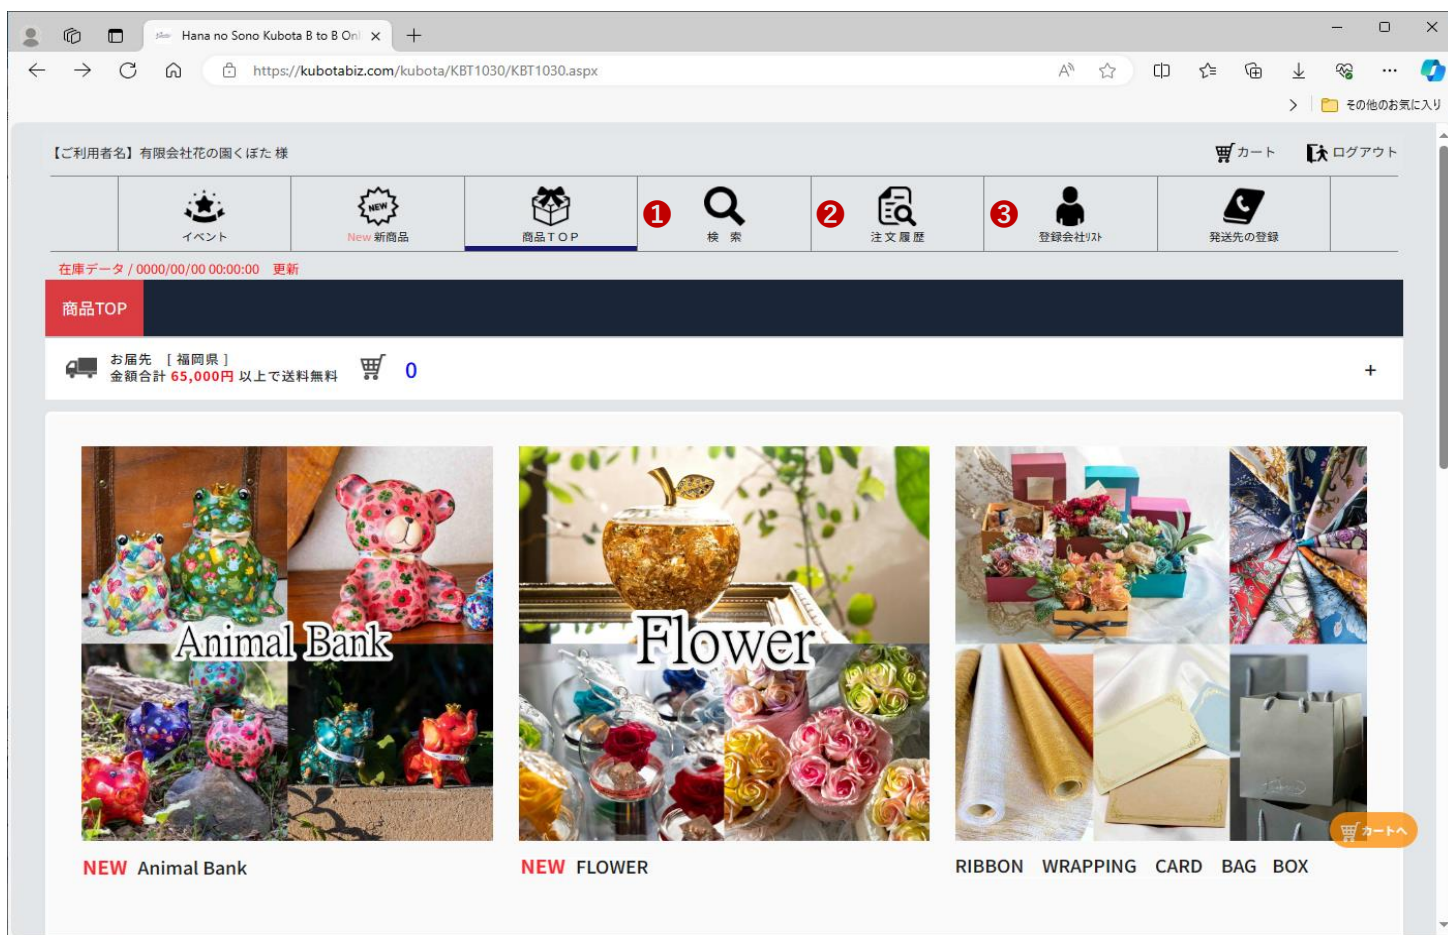 Hana no Sono Kubota B to B Onl
https://kubotabiz.com/kubota/KBT1030/KBT1030.aspx
その他のお気に入り
【ご利用者名】有限会社花の園くぼた 様
カート
ログアウト
イベント
NEW
New 新商品
商品TOP
❶
検 索
❷
注文履歴
❸
登録会社リスト
発送先の登録
在庫データ / 0000/00/00 00:00:00 更新
商品TOP
お届先 [ 福岡県 ]
金額合計 65,000円 以上で送料無料
0
+
Animal Bank
Flower
カートへ
NEW Animal Bank
NEW FLOWER
RIBBON WRAPPING CARD BAG BOX